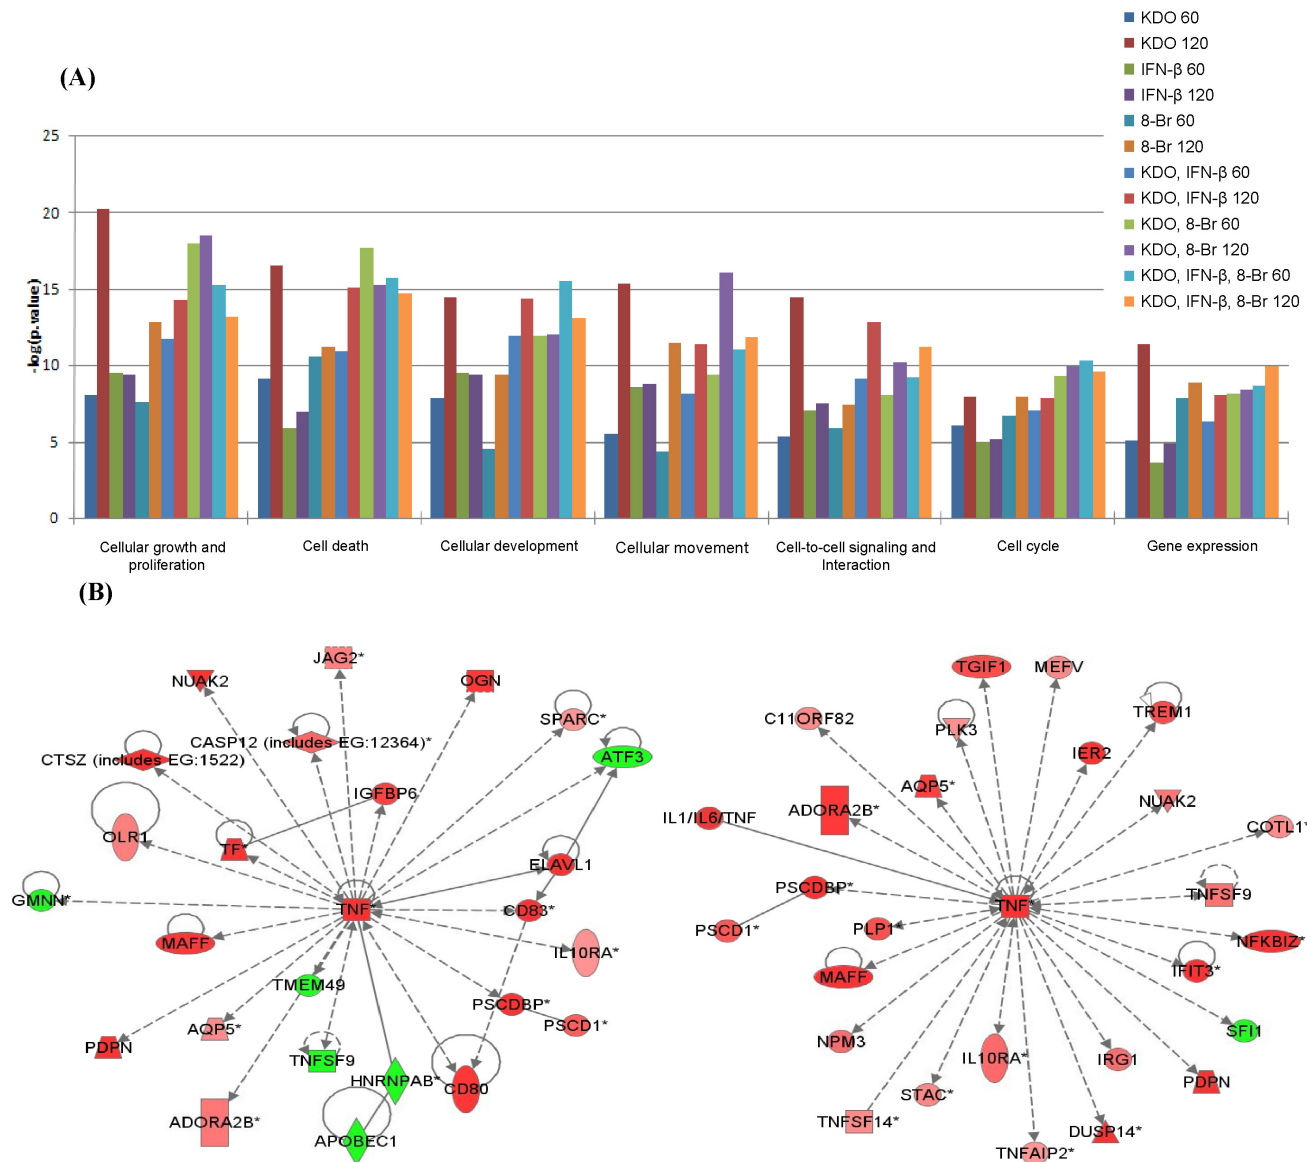 KDO 60
KDO 120
IFN-β 60
IFN-β 120
8-Br 60
8-Br 120
KDO, IFN-β 60
KDO, IFN-β 120
KDO, 8-Br 60
KDO, 8-Br 120
KDO, IFN-β, 8-Br 60
KDO, IFN-β, 8-Br 120
(A)
-log(p.value)
25
20
15
10
5
0
Cellular growth and
proliferation
Cell death
Cellular development
Cellular movement
Cell-to-cell signaling and
Interaction
Cell cycle
Gene expression
(B)
JAG2*
NUAK2
OGN
SPARC*
CASP12 (includes EG:12364)*
CTSZ (includes EG:1522)
ATF3
IGFBP6
OLR1
TF*
ELAVL1
GMNN*
TNF*
CD83*
MAFF
IL10RA*
TMEM49
PSCDBP*
PSCD1*
AQP5*
PDPN
TNFSF9
HNRNPAB*
CD80
ADORA2B*
APOBEC1
TGIF1
MEFV
C11ORF82
PLK3
TREM1
IER2
AQP5*
NUAK2
ADORA2B*
IL1/IL6/TNF
COTL1*
PSCDBP*
TNFSF9
TNF*
PSCD1*
PLP1*
NFKBIZ*
MAFF
IFIT3*
SFI1
NPM3
IL10RA*
IRG1
PDPN
STAC*
TNFSF14*
DUSP14*
TNFAIP2*